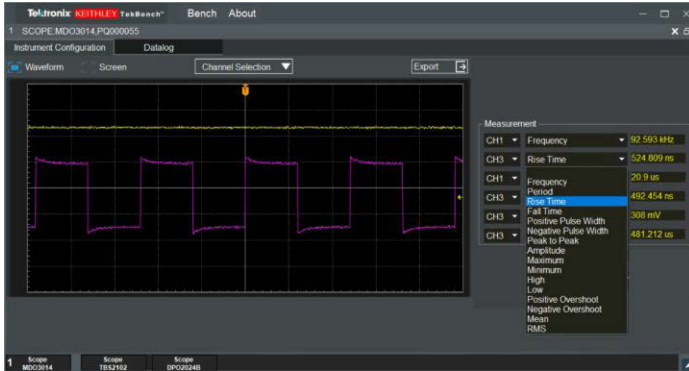 Tektronix KEITHLEY TekBench™ Bench About
1 SCOPE:MDO3014,PQ000055
Instrument Configuration Datalog
Waveform Screen Channel Selection Export
Measurement
CH1 Frequency 92.593 kHz
CH3 Rise Time 524.809 ns
CH1 20.9 us
Frequency
Period
CH3 Rise Time 492.454 ns
Fall Time
CH3 Positive Pulse Width 308 mV
Negative Pulse Width
CH3 Peak to Peak 481.212 us
Amplitude
Maximum
Minimum
High
Low
Positive Overshoot
Negative Overshoot
Mean
RMS
1 Scope MDO3014 Scope TBS2102 Scope DPO2024B